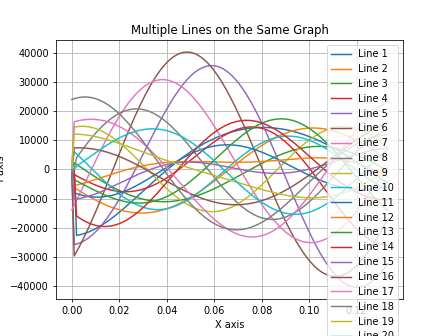 Multiple Lines on the Same Graph
40000
30000
20000
10000
0
−10000
−20000
−30000
−40000
0.00
0.02
0.04
0.06
0.08
0.10
X axis
Line 1
Line 2
Line 3
Line 4
Line 5
Line 6
Line 7
Line 8
Line 9
Line 10
Line 11
Line 12
Line 13
Line 14
Line 15
Line 16
Line 17
Line 18
Line 19
Line 20